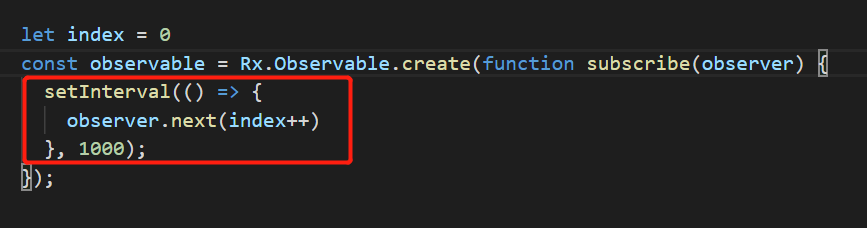 let index = 0
const observable = Rx.Observable.create(function subscribe(observer) {
  setInterval(() => {
    observer.next(index++)
  }, 1000);
});